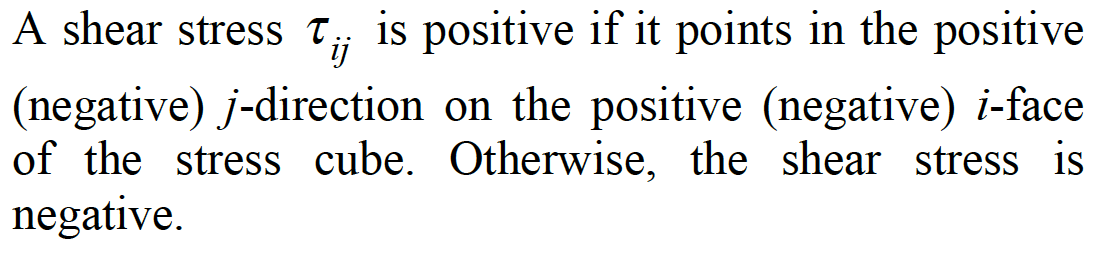 A shear stress τij is positive if it points in the positive
(negative) j-direction on the positive (negative) i-face
of the stress cube. Otherwise, the shear stress is
negative.